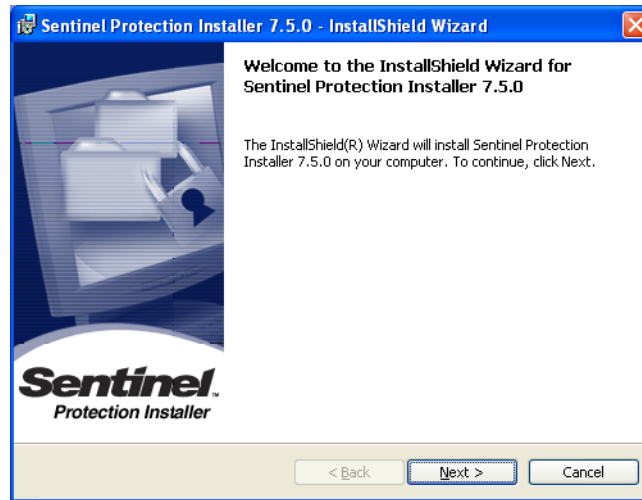 Sentinel Protection Installer 7.5.0 - InstallShield Wizard
Welcome to the InstallShield Wizard for
Sentinel Protection Installer 7.5.0
The InstallShield(R) Wizard will install Sentinel Protection
Installer 7.5.0 on your computer. To continue, click Next.
Sentinel™
Protection Installer
< Back Next > Cancel